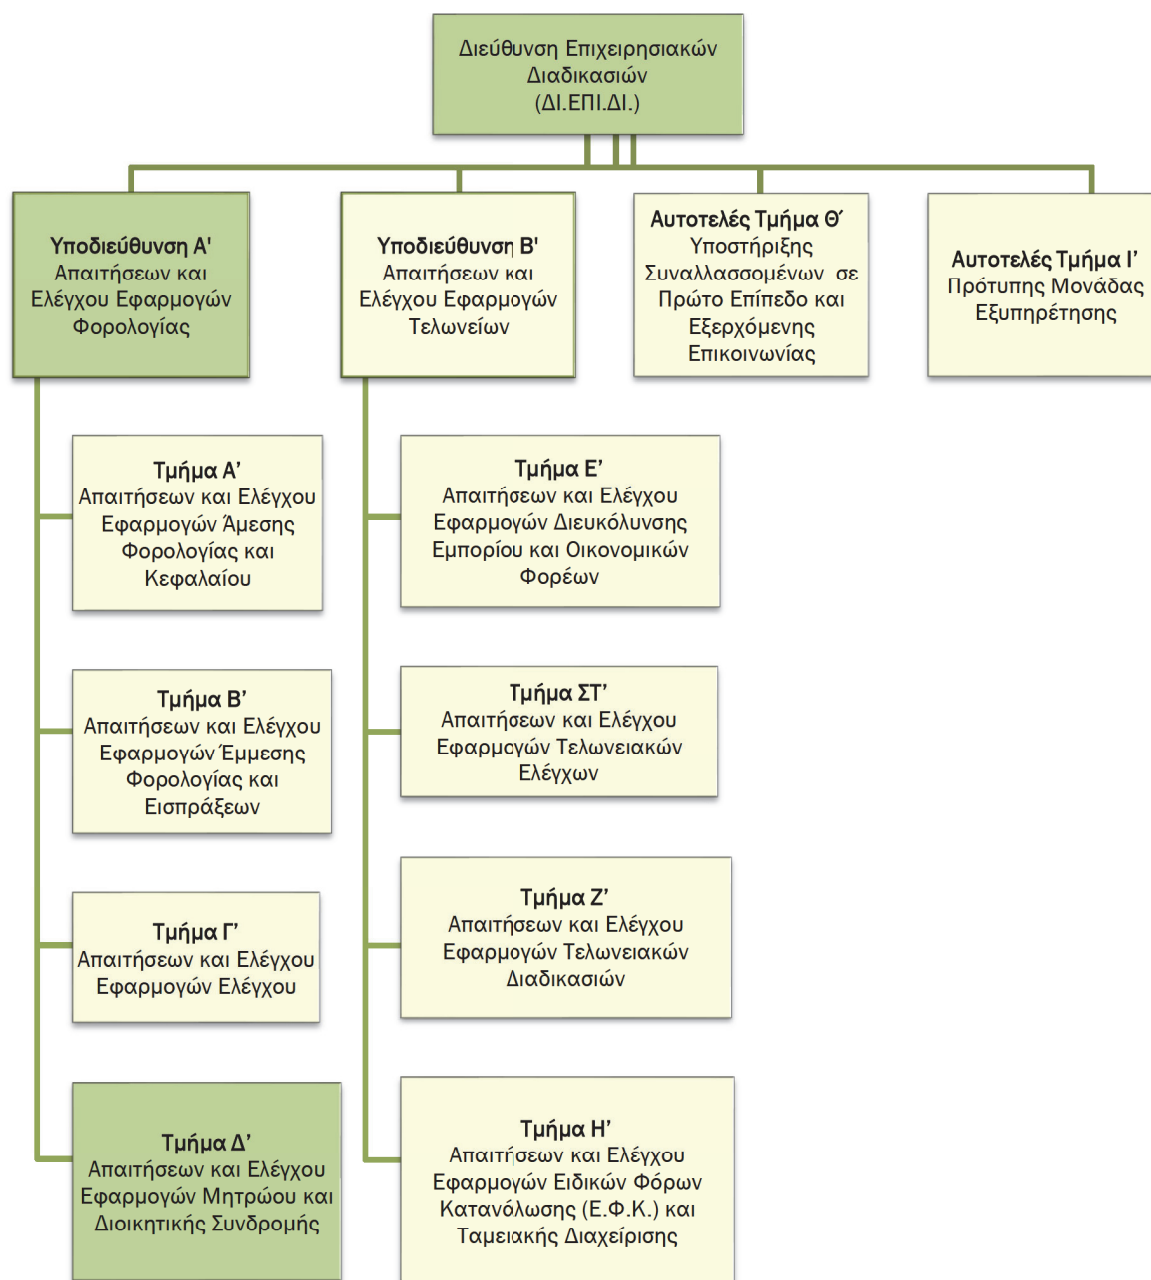 Διεύθυνση Επιχειρησιακών
Διαδικασιών
(ΔΙ.ΕΠΙ.ΔΙ.)
Υποδιεύθυνση Α'
Απαιτήσεων και
Ελέγχου Εφαρμογών
Φορολογίας
Υποδιεύθυνση Β'
Απαιτήσεων και
Ελέγχου Εφαρμογών
Τελωνείων
Αυτοτελές Τμήμα Θ΄
Υποστήριξης
Συναλλασσομένων σε
Πρώτο Επίπεδο και
Εξερχόμενης
Επικοινωνίας
Αυτοτελές Τμήμα Ι’
Πρότυπης Μονάδας
Εξυπηρέτησης
Τμήμα Α’
Απαιτήσεων και Ελέγχου
Εφαρμογών Άμεσης
Φορολογίας και
Κεφαλαίου
Τμήμα Β’
Απαιτήσεων και Ελέγχου
Εφαρμογών Έμμεσης
Φορολογίας και
Εισπράξεων
Τμήμα Γ’
Απαιτήσεων και Ελέγχου
Εφαρμογών Ελέγχου
Τμήμα Δ’
Απαιτήσεων και Ελέγχου
Εφαρμογών Μητρώου και
Διοικητικής Συνδρομής
Τμήμα Ε’
Απαιτήσεων και Ελέγχου
Εφαρμογών Διευκόλυνσης
Εμπορίου και Οικονομικών
Φορέων
Τμήμα ΣΤ’
Απαιτήσεων και Ελέγχου
Εφαρμογών Τελωνειακών
Ελέγχων
Τμήμα Ζ’
Απαιτήσεων και Ελέγχου
Εφαρμογών Τελωνειακών
Διαδικασιών
Τμήμα Η’
Απαιτήσεων και Ελέγχου
Εφαρμογών Ειδικών Φόρων
Κατανόλωσης (Ε.Φ.Κ.) και
Ταμειακής Διαχείρισης